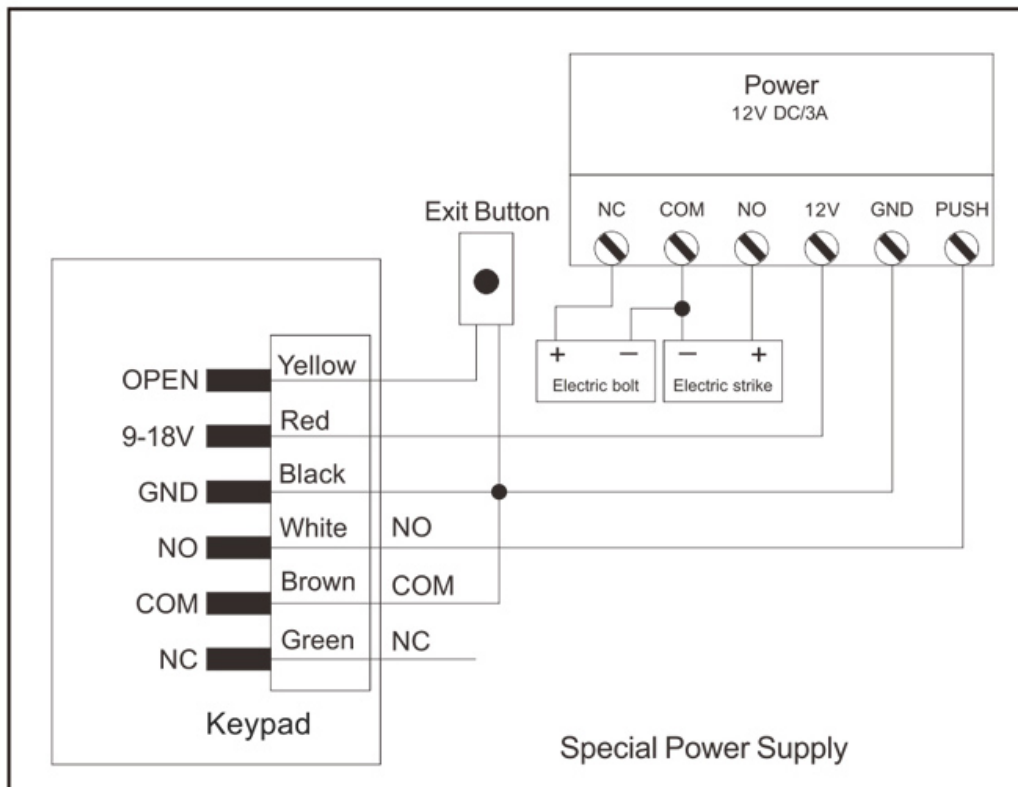 Power
12V DC/3A
NC COM NO 12V GND PUSH
Exit Button
+ − − +
Electric bolt Electric strike
OPEN Yellow
9-18V Red
GND Black
NO White NO
COM Brown COM
NC Green NC
Keypad
Special Power Supply